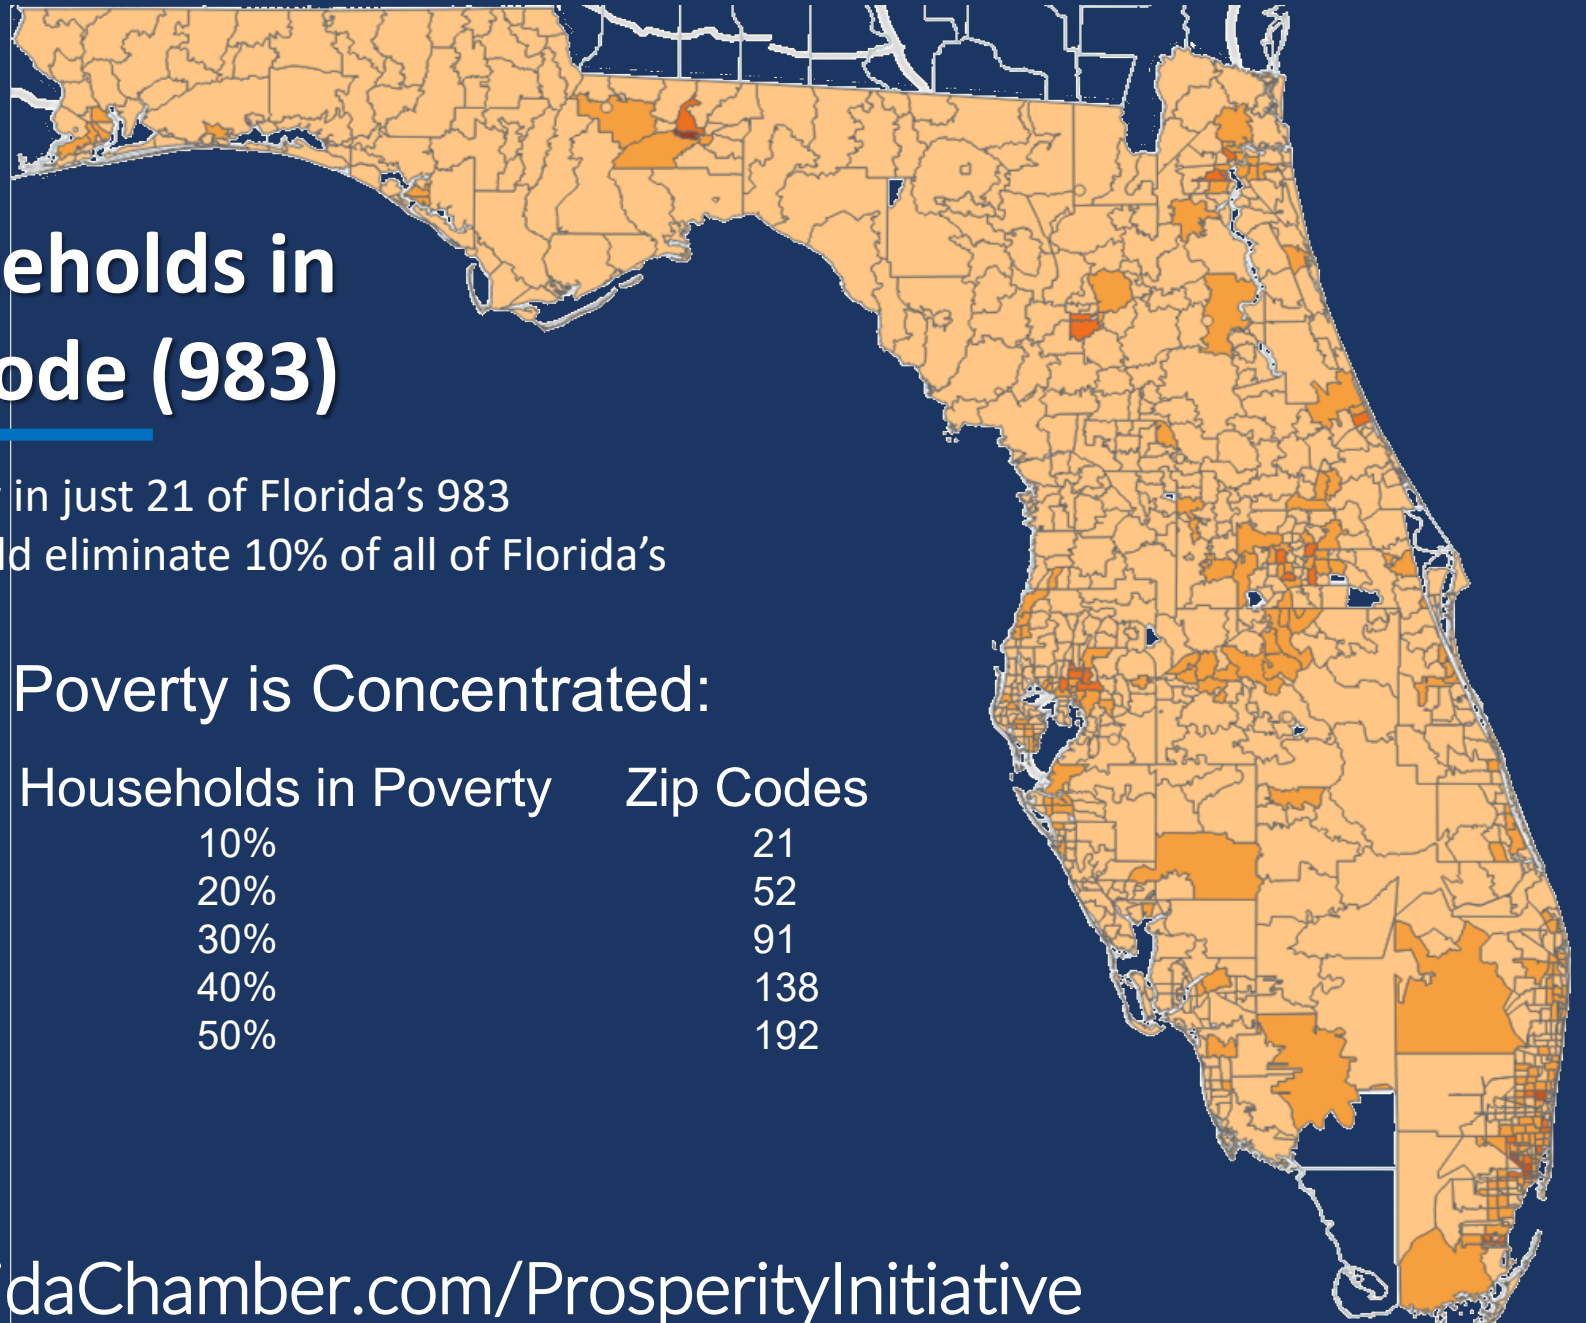 eholds in
ode (983)
in just 21 of Florida’s 983
ld eliminate 10% of all of Florida’s
Poverty is Concentrated:
Households in Poverty Zip Codes
10% 21
20% 52
30% 91
40% 138
50% 192
idaChamber.com/ProsperityInitiative